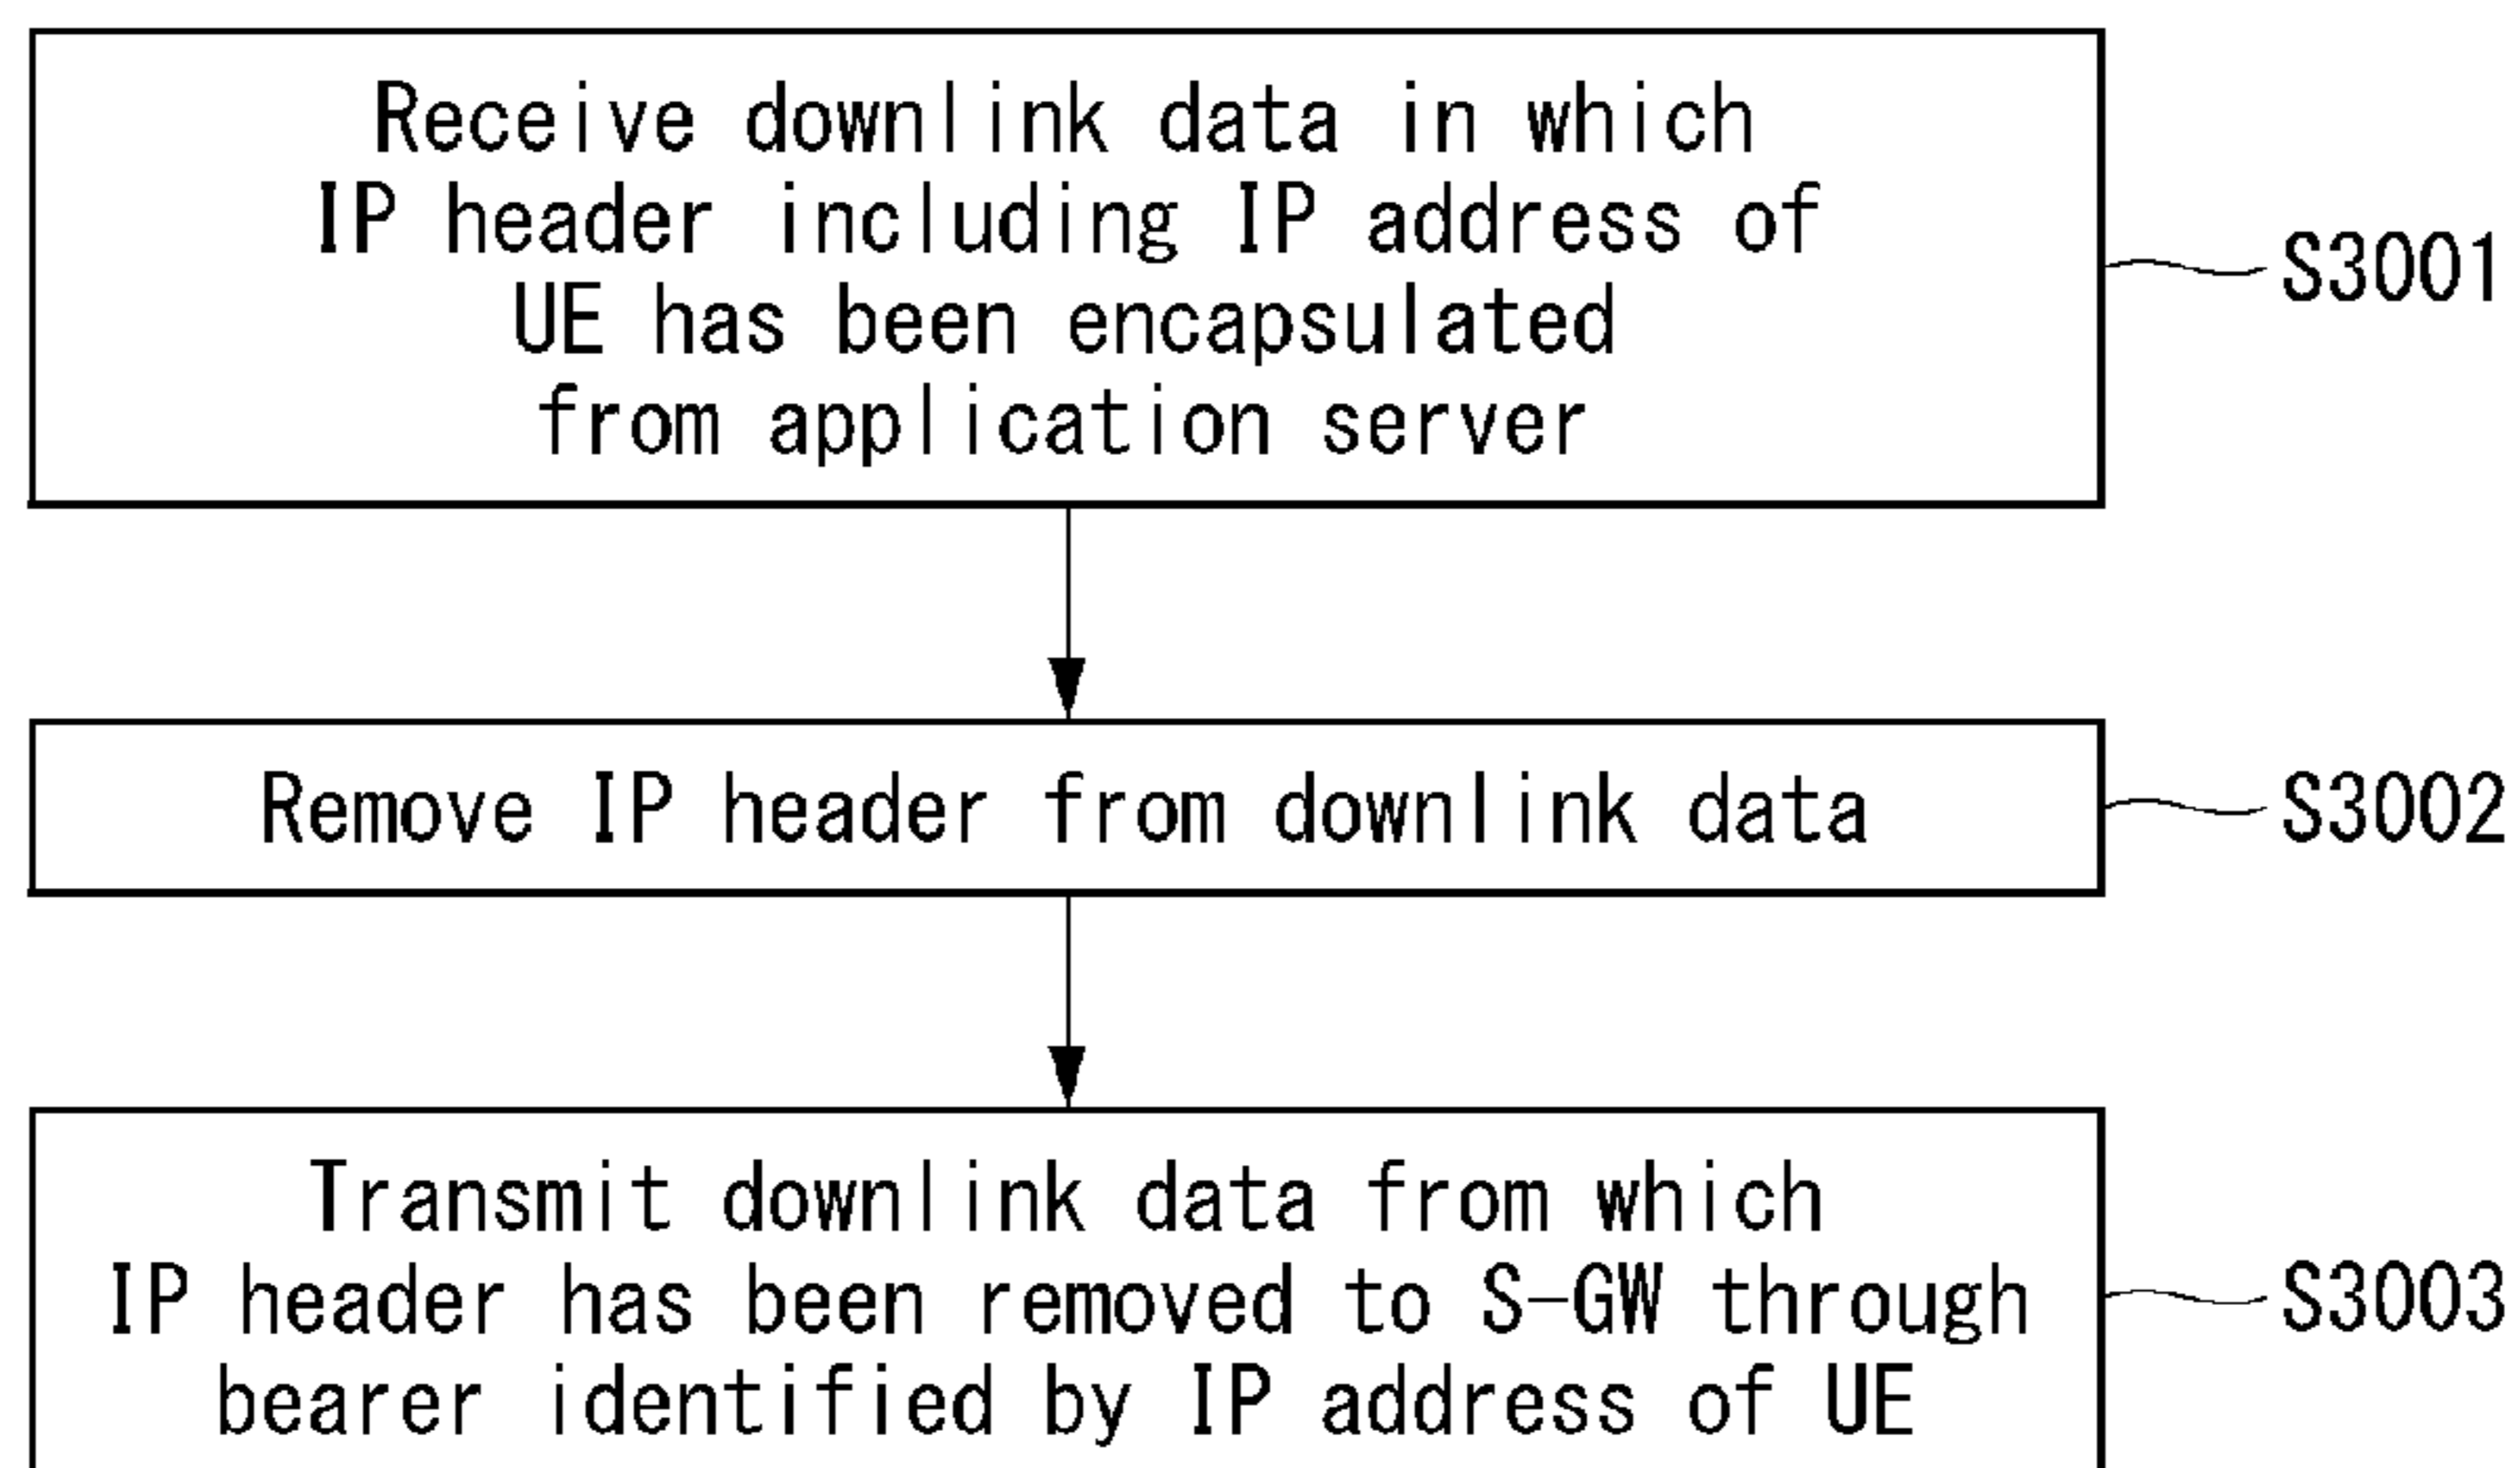 Receive downlink data in which
IP header including IP address of
UE has been encapsulated
from application server
S3001
Remove IP header from downlink data
S3002
Transmit downlink data from which
IP header has been removed to S-GW through
bearer identified by IP address of UE
S3003